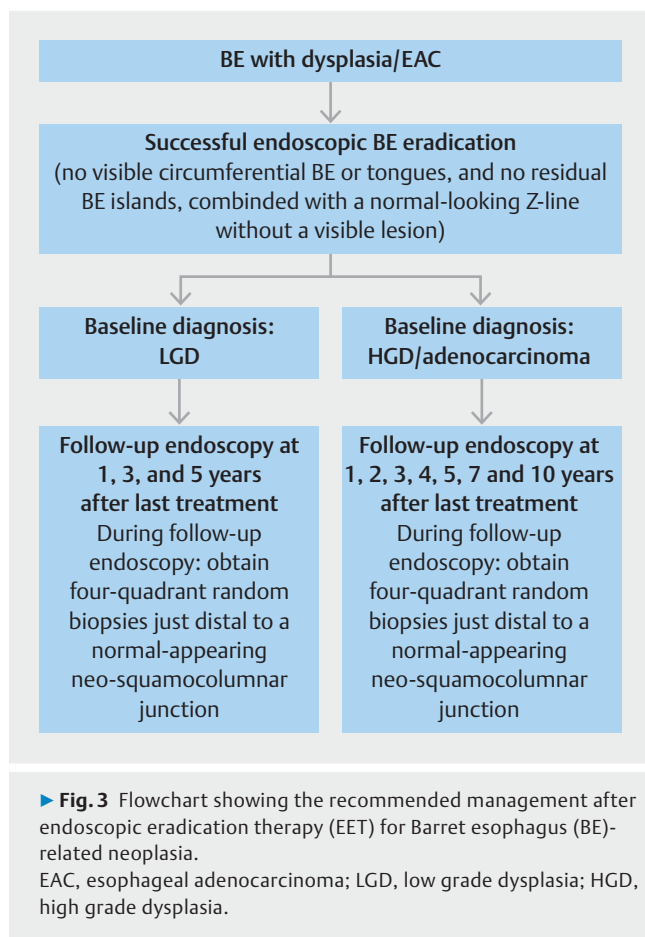 BE with dysplasia/EAC
Successful endoscopic BE eradication
(no visible circumferential BE or tongues, and no residual
BE islands, combinded with a normal-looking Z-line
without a visible lesion)
Baseline diagnosis:
LGD
Baseline diagnosis:
HGD/adenocarcinoma
Follow-up endoscopy at
1, 3, and 5 years
after last treatment
During follow-up
endoscopy: obtain
four-quadrant random
biopsies just distal to a
normal-appearing
neo-squamocolumnar
junction
Follow-up endoscopy at
1, 2, 3, 4, 5, 7 and 10 years
after last treatment
During follow-up
endoscopy: obtain
four-quadrant random
biopsies just distal to a
normal-appearing
neo-squamocolumnar
junction
▶ Fig. 3 Flowchart showing the recommended management after
endoscopic eradication therapy (EET) for Barret esophagus (BE)-
related neoplasia.
EAC, esophageal adenocarcinoma; LGD, low grade dysplasia; HGD,
high grade dysplasia.